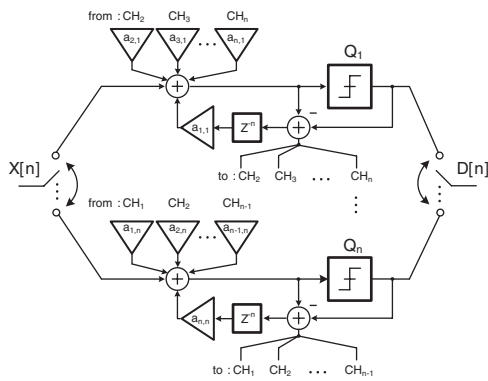 from : CH2 CH3 CHn
a2,1 a3,1 ... an,1
Q1
+
a1,1 Z-n + −
to : CH2 CH3 ... CHn
X[n] D[n]
from : CH1 CH2 CHn-1
a1,n a2,n ... an-1,n
Qn
+
an,n Z-n + −
to : CH1 CH2 ... CHn-1